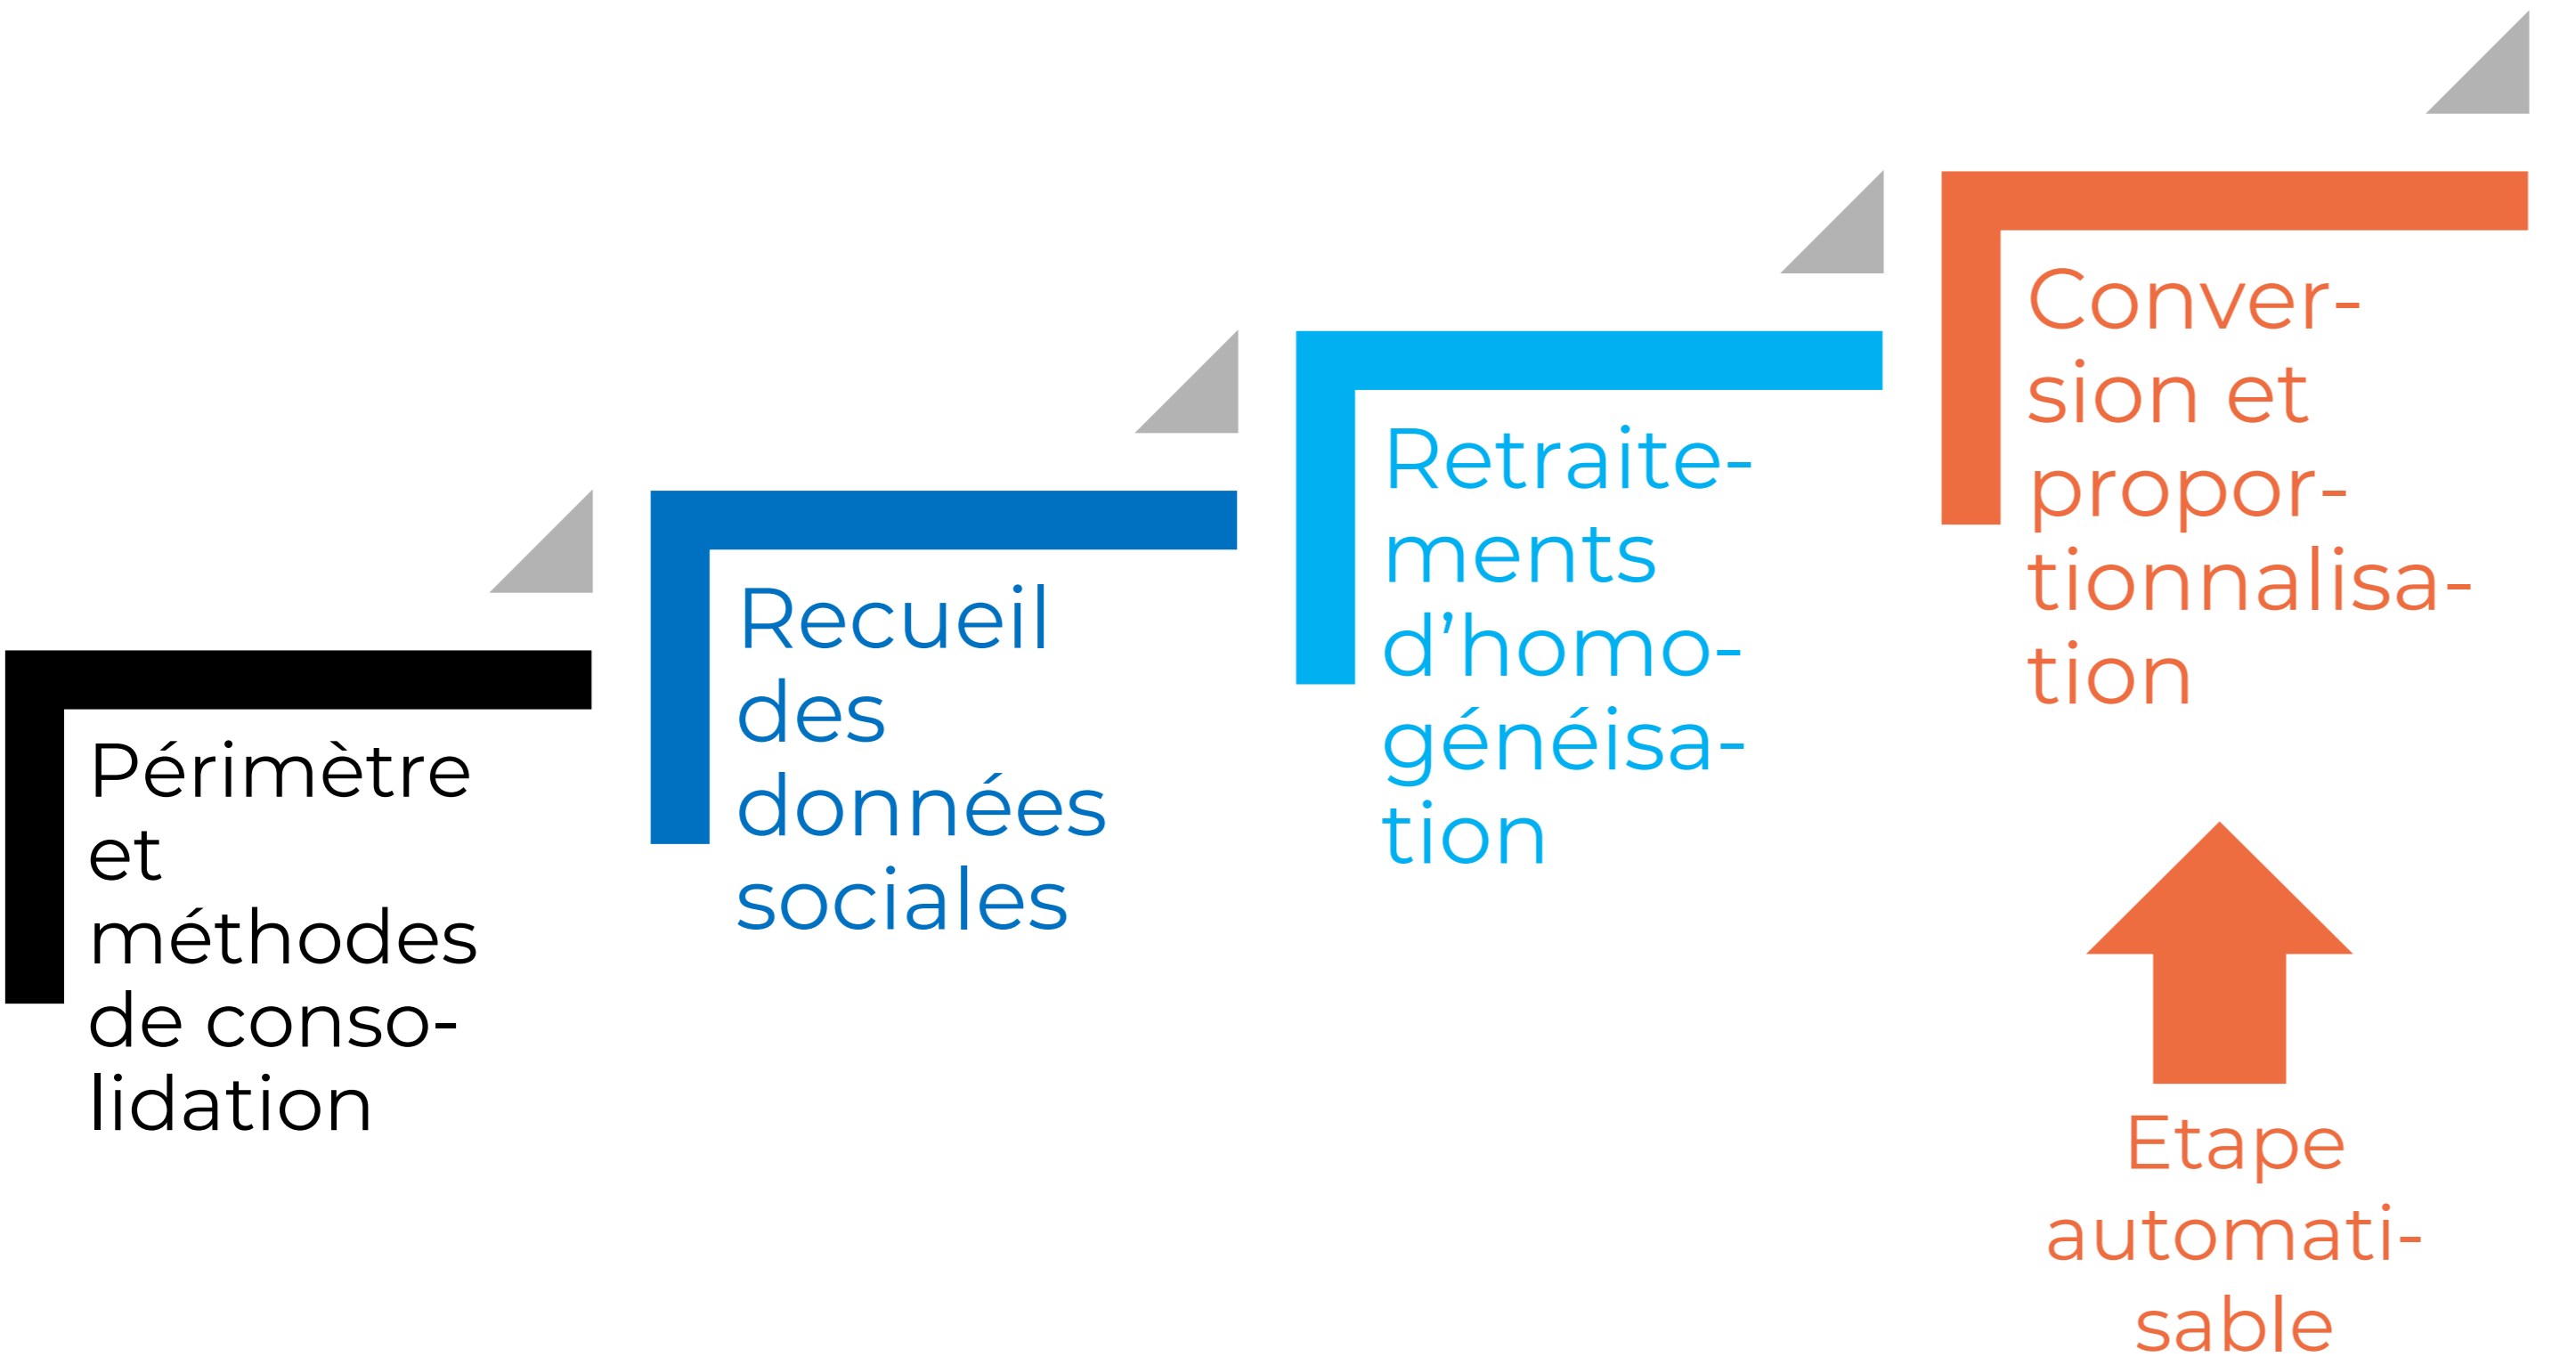 Périmètre
et
méthodes
de conso-
lidation
Recueil
des
données
sociales
Retraite-
ments
d’homo-
généisa-
tion
Conver-
sion et
propor-
tionnalisa-
tion
Etape
automati-
sable